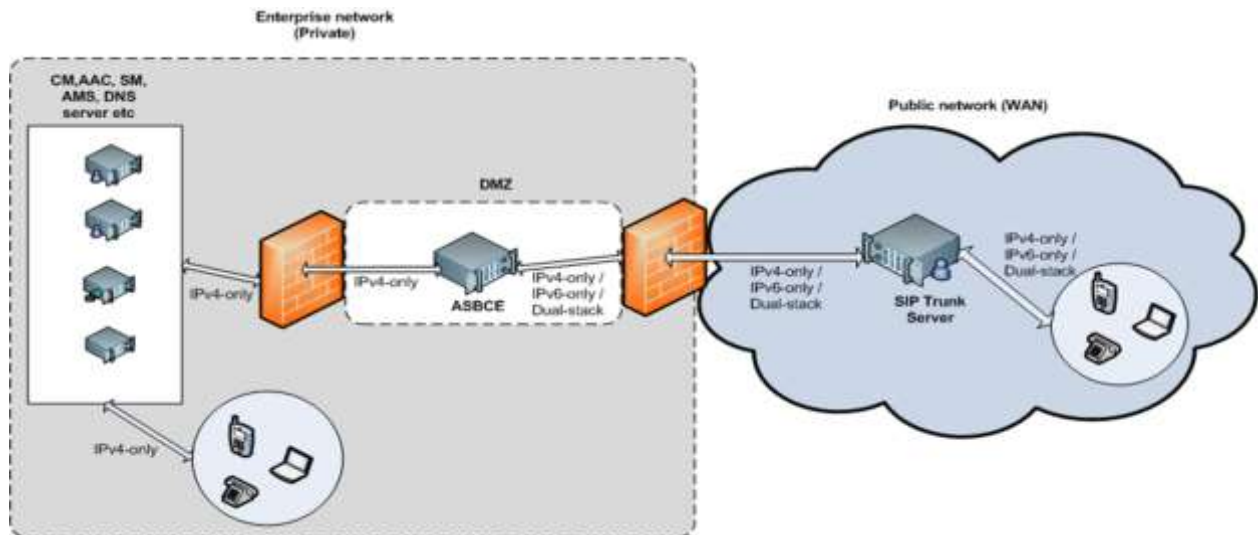 Enterprise network
(Private)
CM,AAC, SM,
AMS, DNS
server etc
Public network (WAN)
DMZ
IPv4-only
IPv4-only
ASBCE
IPv4-only /
IPv6-only /
Dual-stack
IPv4-only /
IPv6-only /
Dual-stack
SIP Trunk
Server
IPv4-only /
IPv6-only /
Dual-stack
IPv4-only